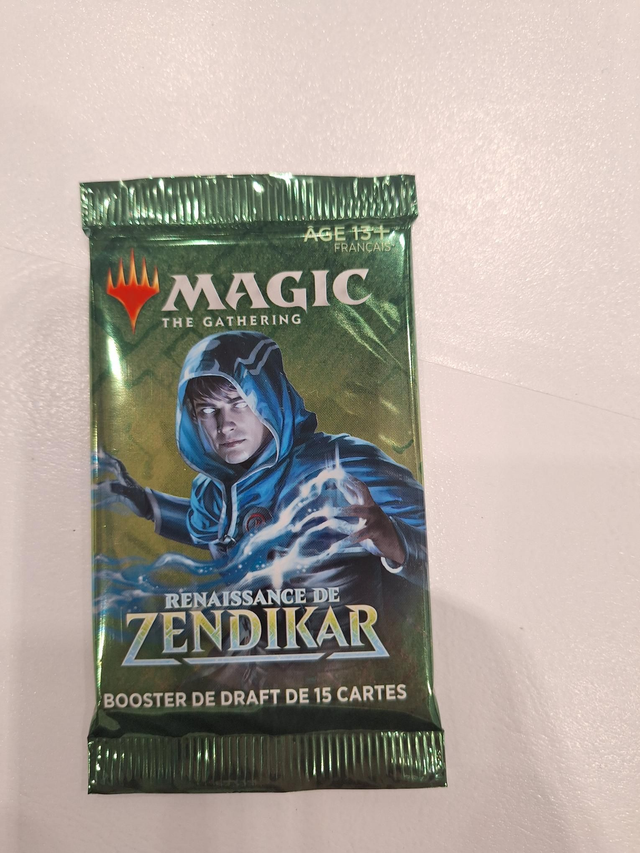 ÂGE 13+
FRANÇAIS
MAGIC
THE GATHERING
RENAISSANCE DE
ZENDIKAR
BOOSTER DE DRAFT DE 15 CARTES